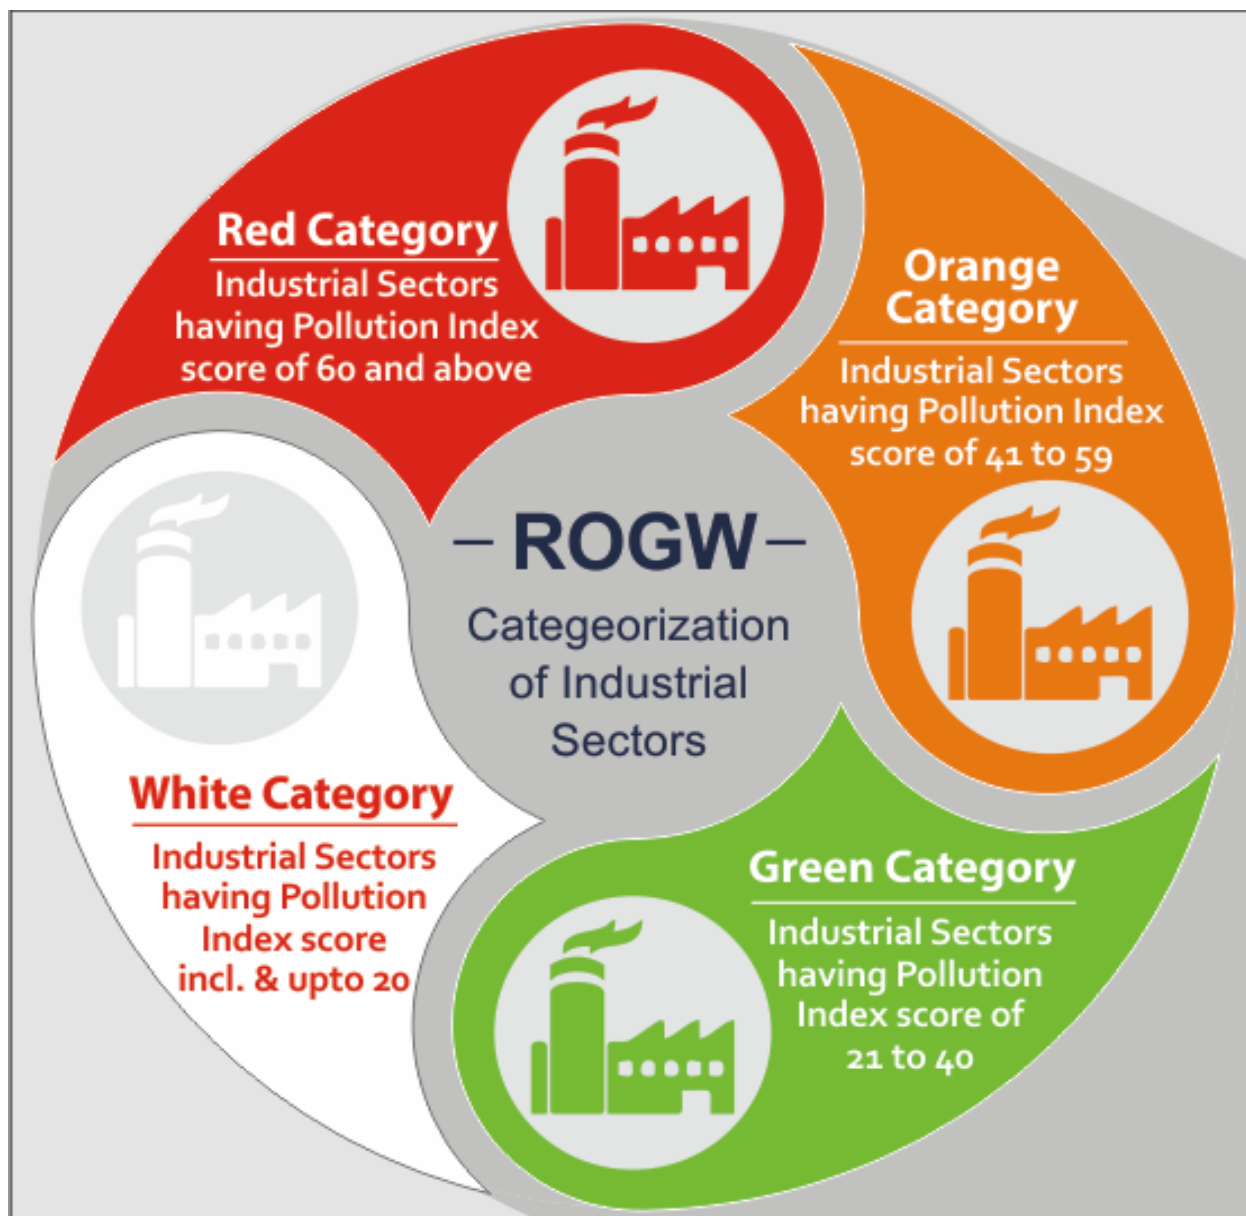 Red Category
Industrial Sectors
having Pollution Index
score of 60 and above
Orange
Category
Industrial Sectors
having Pollution Index
score of 41 to 59
– ROGW –
Categeorization
of Industrial
Sectors
White Category
Industrial Sectors
having Pollution
Index score
incl. & upto 20
Green Category
Industrial Sectors
having Pollution
Index score of
21 to 40